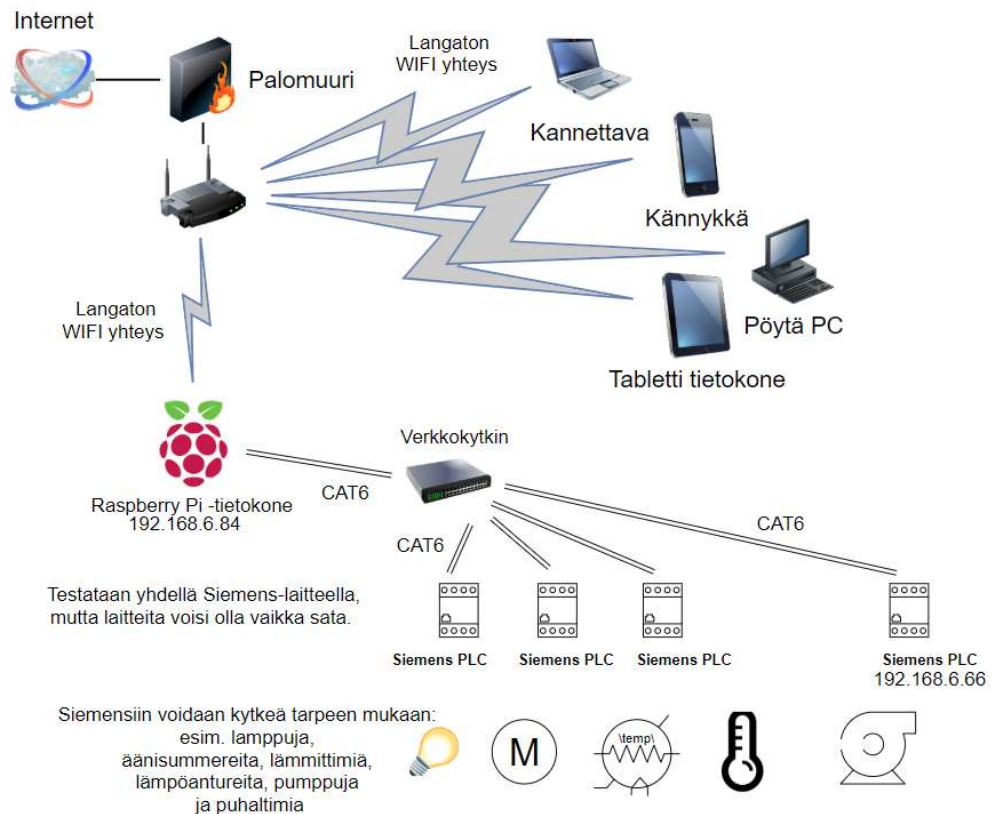 Internet
Palomuuri
Langaton
WIFI yhteys
Kannettava
Kännykkä
Pöytä PC
Tabletti tietokone
Langaton
WIFI yhteys
Raspberry Pi -tietokone
192.168.6.84
CAT6
Verkkokytkin
CAT6
CAT6
Testataan yhdellä Siemens-laitteella,
mutta laitteita voisi olla vaikka sata.
Siemens PLC
Siemens PLC
Siemens PLC
Siemens PLC
192.168.6.66
Siemensiin voidaan kytkeä tarpeen mukaan:
esim. lamppuja,
äänisummereita, lämmittimiä,
lämpöantureita, pumppuja
ja puhaltimia
M
\temp\